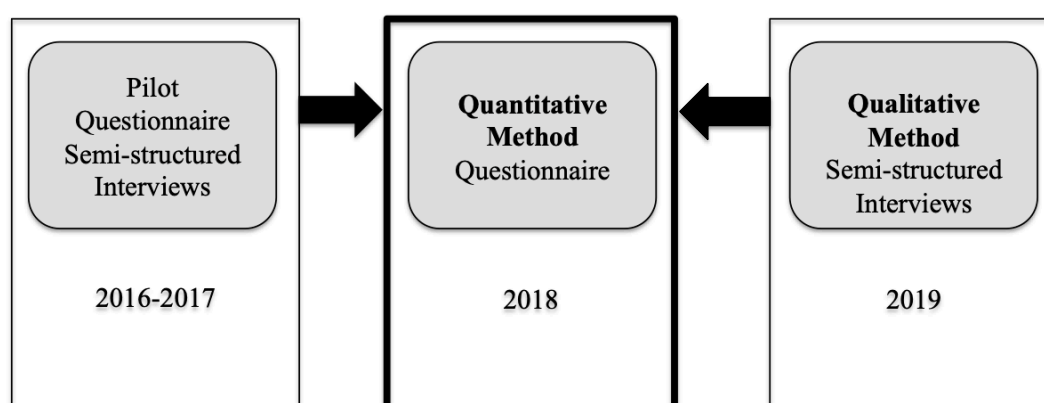 Pilot
Questionnaire
Semi-structured
Interviews
2016-2017
Quantitative
Method
Questionnaire
2018
Qualitative
Method
Semi-structured
Interviews
2019